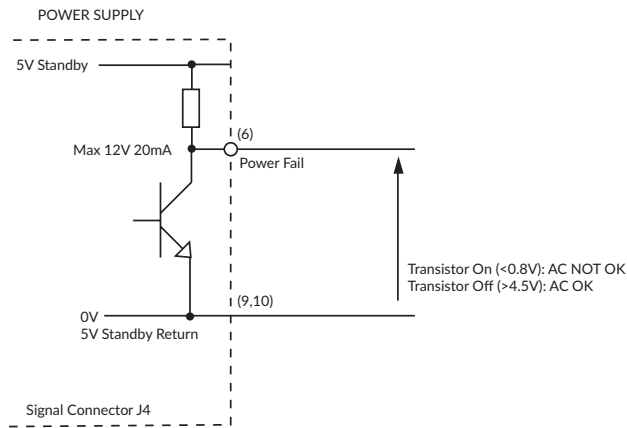 POWER SUPPLY
5V Standby
(6)
Max 12V 20mA
Power Fail
Transistor On (<0.8V): AC NOT OK
Transistor Off (>4.5V): AC OK
(9,10)
0V
5V Standby Return
Signal Connector J4